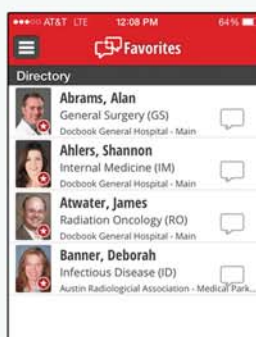 AT&T LTE 12:08 PM 64%
Favorites
Directory
Abrams, Alan
General Surgery (GS)
Docbook General Hospital - Main
Ahlers, Shannon
Internal Medicine (IM)
Docbook General Hospital - Main
Atwater, James
Radiation Oncology (RO)
Docbook General Hospital - Main
Banner, Deborah
Infectious Disease (ID)
Austin Radiologicial Association - Medical Park...